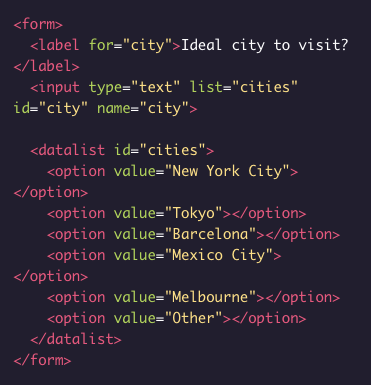 <form>
  <label for="city">Ideal city to visit?
</label>
  <input type="text" list="cities"
id="city" name="city">

  <datalist id="cities">
    <option value="New York City">
</option>
    <option value="Tokyo"></option>
    <option value="Barcelona"></option>
    <option value="Mexico City">
</option>
    <option value="Melbourne"></option>
    <option value="Other"></option>
  </datalist>
</form>